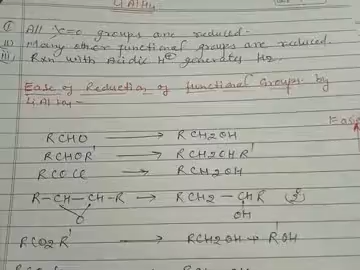 LiAlH4
(i) All >C=O groups are reduced.
(ii) Many other functional groups are reduced.
(iii) Rxn with Acidic H⊕ generates H2
Ease of Reduction of functional Groups by
LiAlH4-
RCHO → RCH2OH
RCHOR' → RCH2CHR'
RCOCl → RCH2OH
R-CH-CH-R → RCH2-CHR (2°)
O OH
RCO2R' → RCH2OH + R'OH